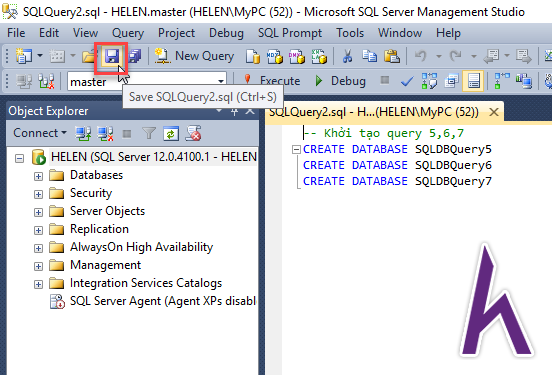 SQLQuery2.sql - HELEN.master (HELEN\MyPC (52)) - Microsoft SQL Server Management Studio
File Edit View Query Project Debug SQL Prompt Tools Window Help
New Query
master Execute Debug
Save SQLQuery2.sql (Ctrl+S)
Object Explorer
Connect
HELEN (SQL Server 12.0.4100.1 - HELEN
Databases
Security
Server Objects
Replication
AlwaysOn High Availability
Management
Integration Services Catalogs
SQL Server Agent (Agent XPs disabl
SQLQuery2.sql - H...(HELEN\MyPC (52))
-- Khởi tạo query 5,6,7
CREATE DATABASE SQLDBQuery5
CREATE DATABASE SQLDBQuery6
CREATE DATABASE SQLDBQuery7
h